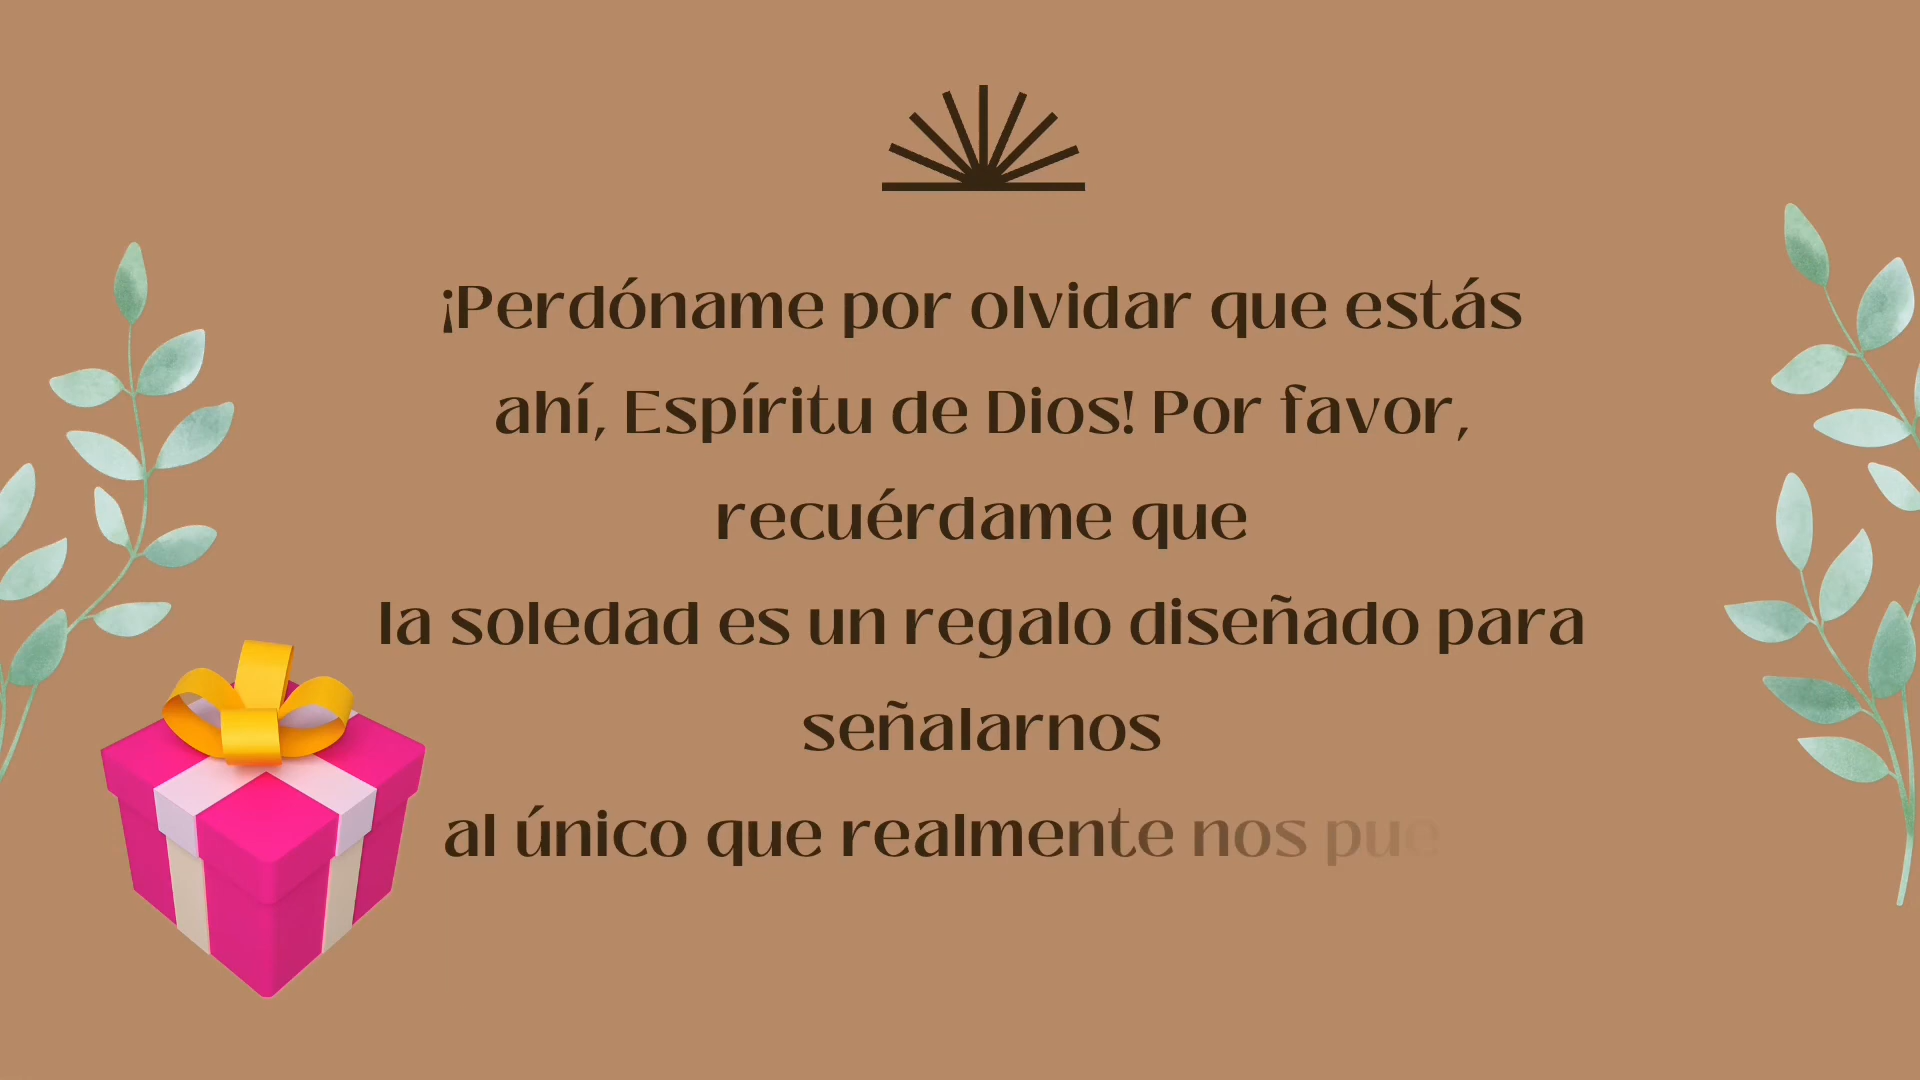 ¡Perdóname por olvidar que estás
ahí, Espíritu de Dios! Por favor,
recuérdame que
la soledad es un regalo diseñado para
señalarnos
al único que realmente nos pue